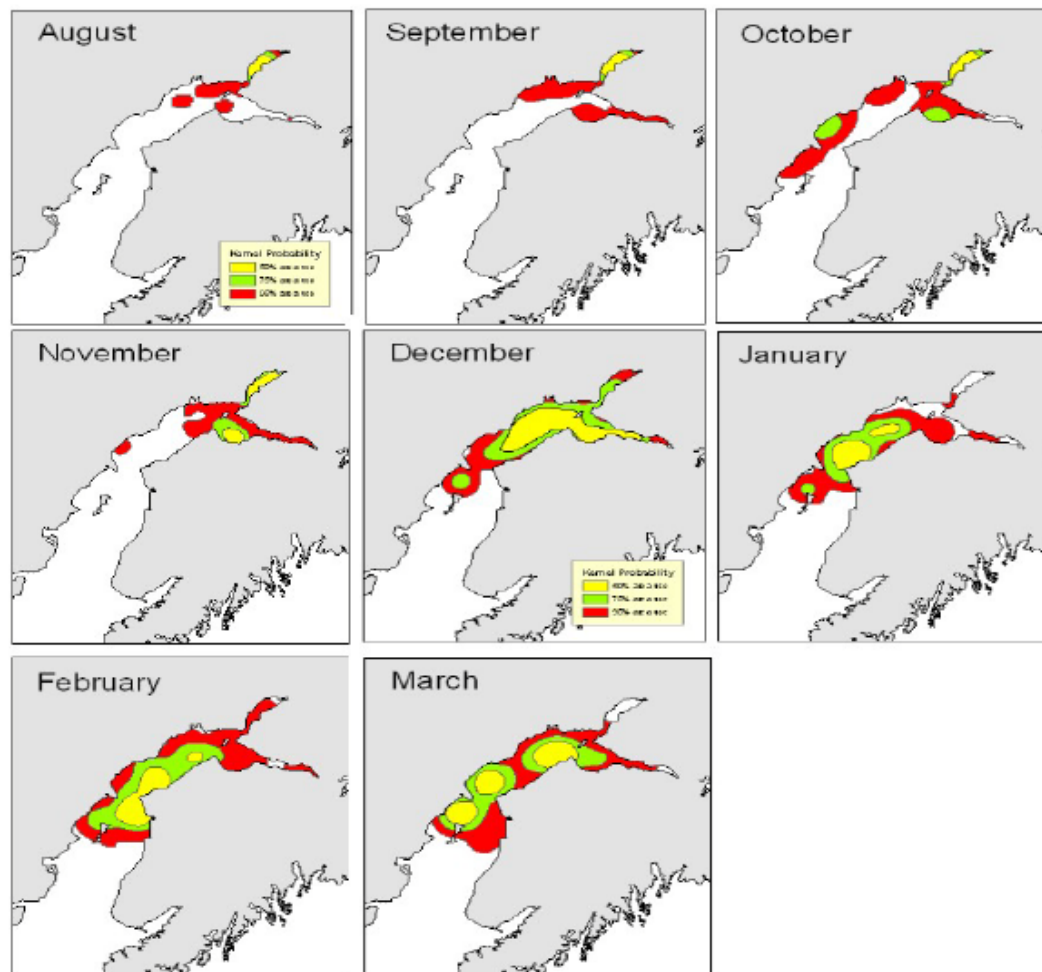 August
September
October
Kernel Probability
November
December
January
Kernel Probability
February
March